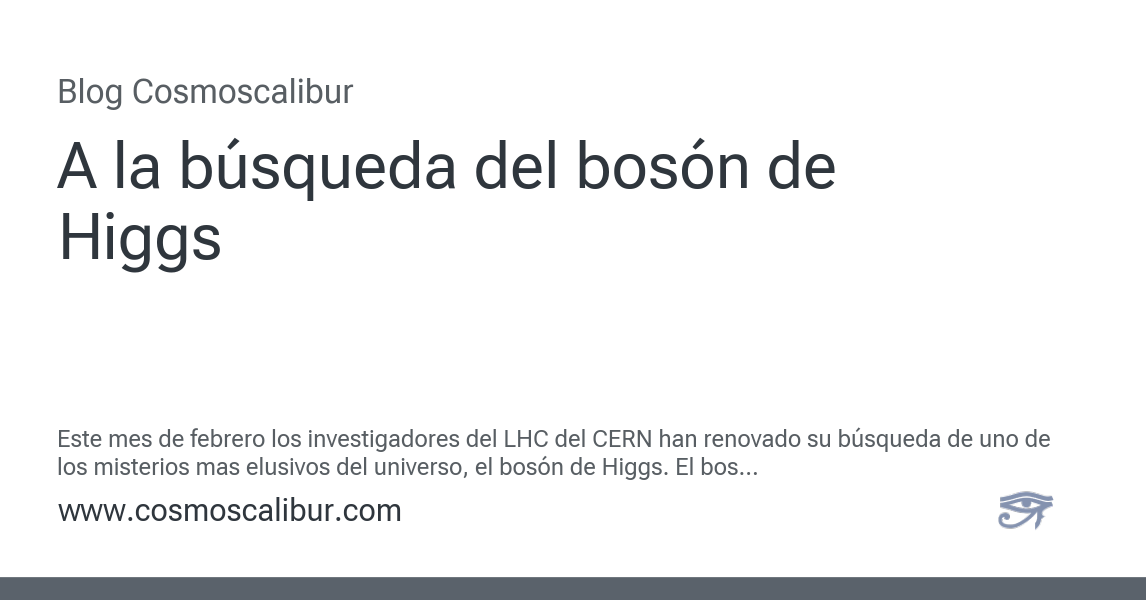 Blog Cosmoscalibur
A la búsqueda del bosón de
Higgs
Este mes de febrero los investigadores del LHC del CERN han renovado su búsqueda de uno de
los misterios mas elusivos del universo, el bosón de Higgs. El bos...
www.cosmoscalibur.com